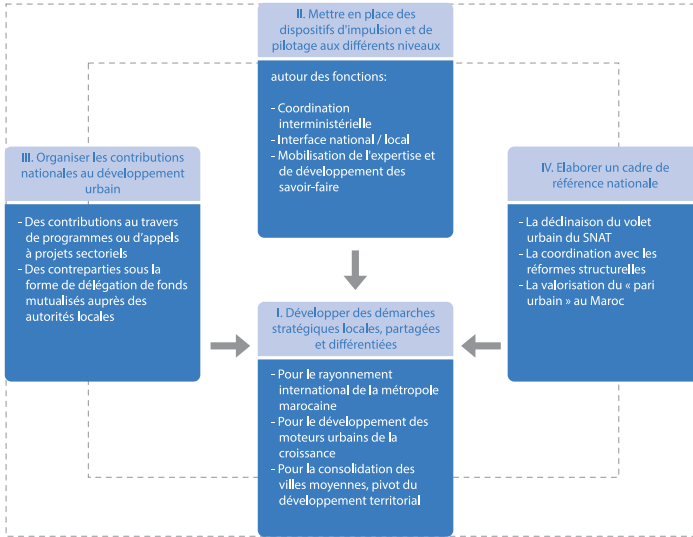 II. Mettre en place des
dispositifs d'impulsion et de
pilotage aux différents niveaux
autour des fonctions:
- Coordination
interministérielle
- Interface national / local
- Mobilisation de l'expertise et
de développement des
savoir-faire
III. Organiser les contributions
nationales au développement
urbain
- Des contributions au travers
de programmes ou d'appels
à projets sectoriels
- Des contreparties sous la
forme de délégation de fonds
mutualisés auprès des
autorités locales
IV. Elaborer un cadre de
référence nationale
- La déclinaison du volet
urbain du SNAT
- La coordination avec les
réformes structurelles
- La valorisation du « pari
urbain » au Maroc
I. Développer des démarches
stratégiques locales, partagées
et différentiées
- Pour le rayonnement
international de la métropole
marocaine
- Pour le développement des
moteurs urbains de la
croissance
- Pour la consolidation des
villes moyennes, pivot du
développement territorial